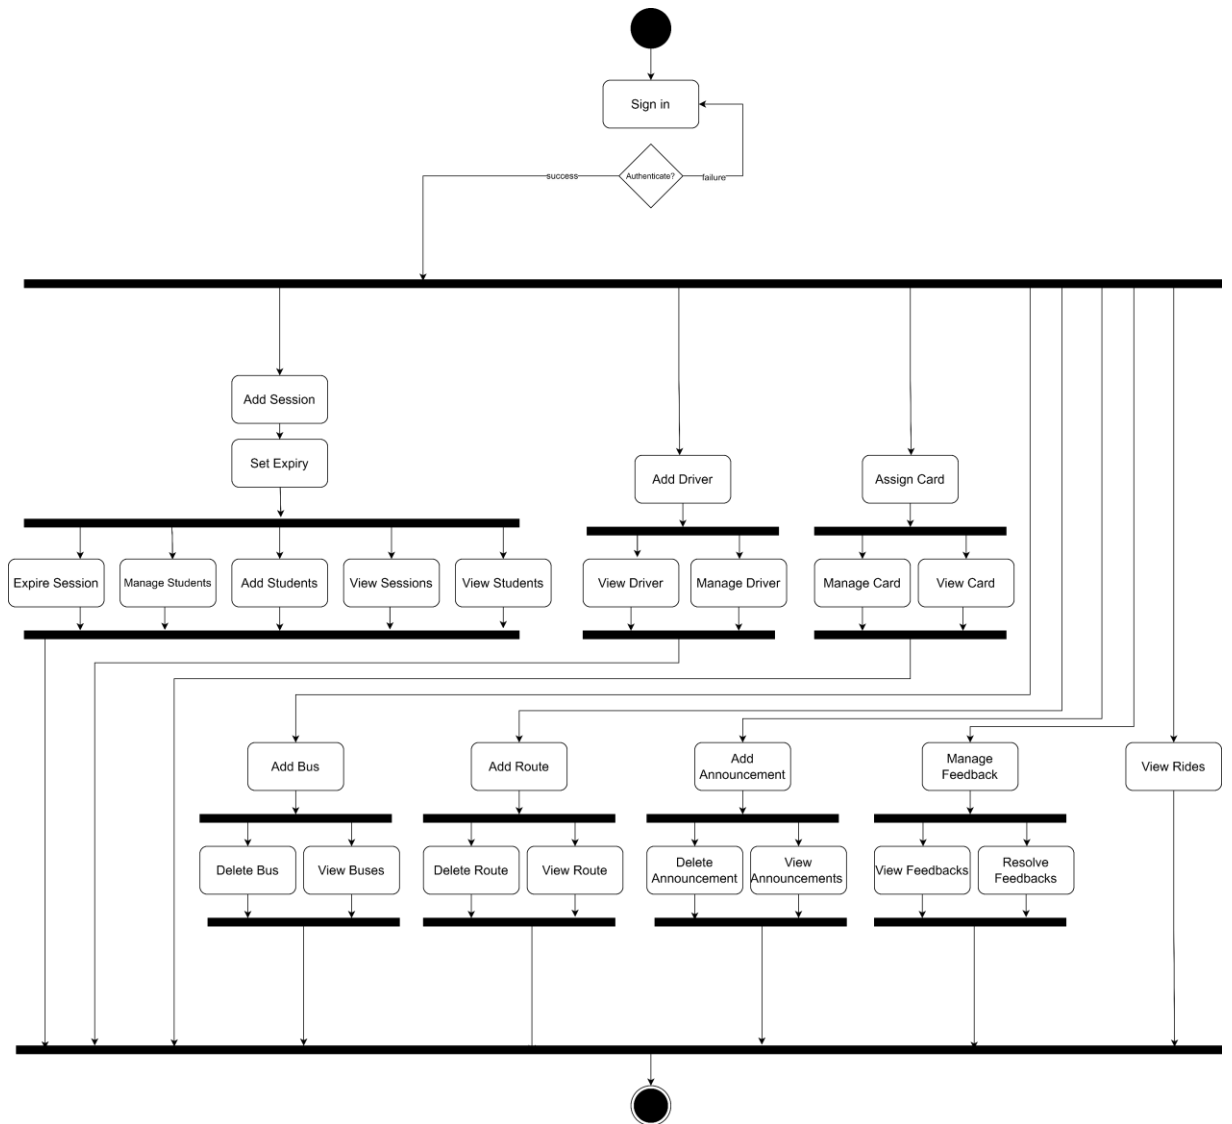 Sign in
Authenticate?
success
failure
Add Session
Set Expiry
Add Driver
Assign Card
Expire Session
Manage Students
Add Students
View Sessions
View Students
View Driver
Manage Driver
Manage Card
View Card
Add Bus
Add Route
Add
Announcement
Manage
Feedback
View Rides
Delete Bus
View Buses
Delete Route
View Route
Delete
Announcement
View
Announcements
View Feedbacks
Resolve
Feedbacks